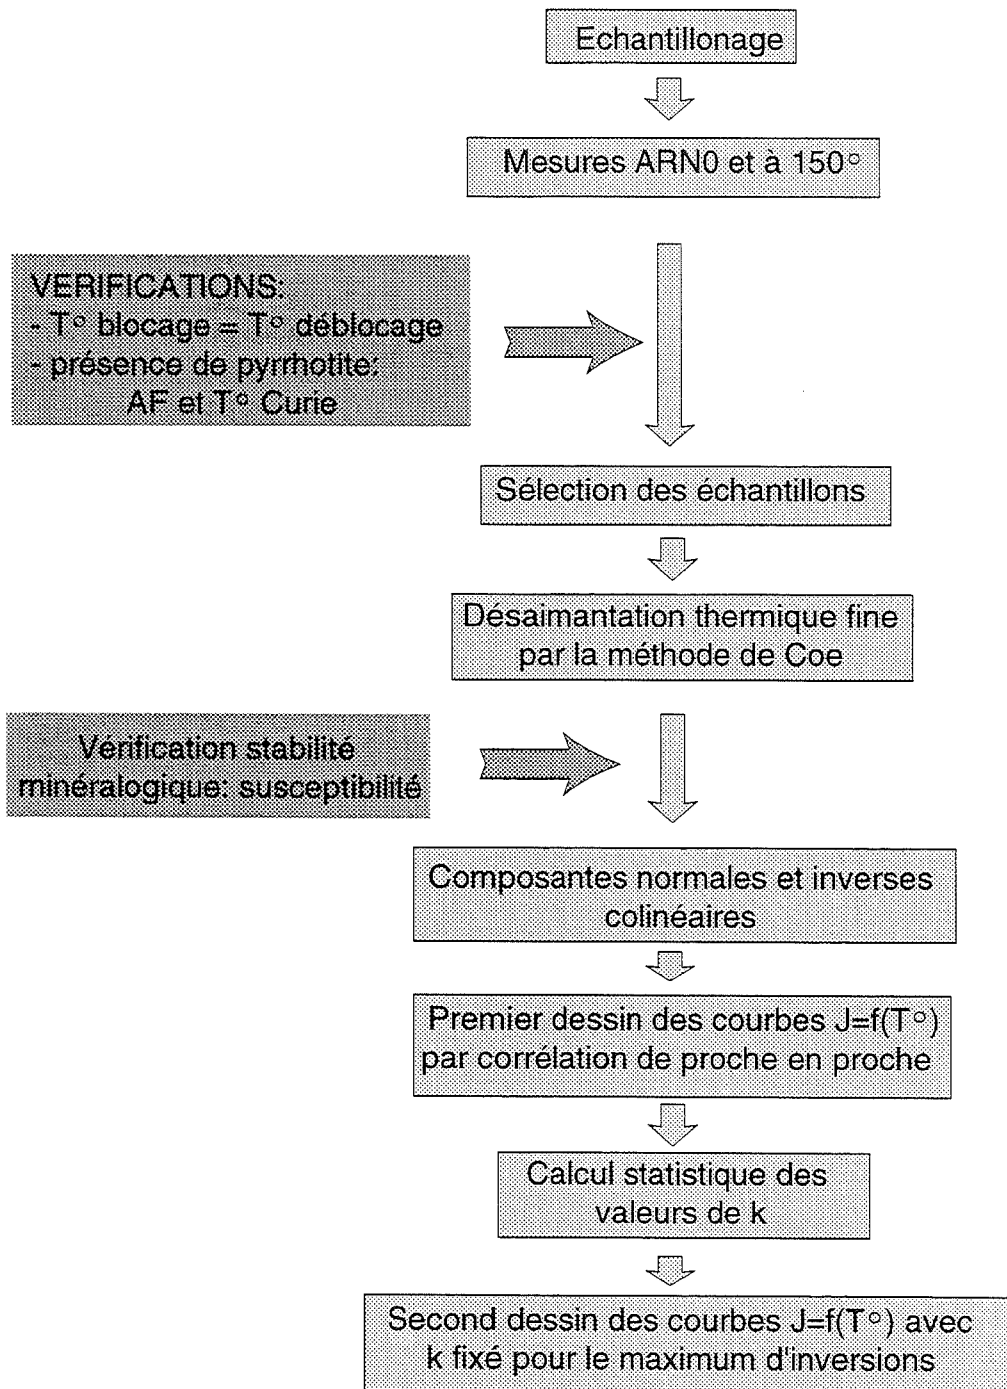 Echantillonage
Mesures ARN0 et à 150°
VERIFICATIONS:
- T° blocage = T° déblocage
- présence de pyrrhotite:
AF et T° Curie
Sélection des échantillons
Désaimantation thermique fine
par la méthode de Coe
Vérification stabilité
minéralogique: susceptibilité
Composantes normales et inverses
colinéaires
Premier dessin des courbes J=f(T°)
par corrélation de proche en proche
Calcul statistique des
valeurs de k
Second dessin des courbes J=f(T°) avec
k fixé pour le maximum d'inversions